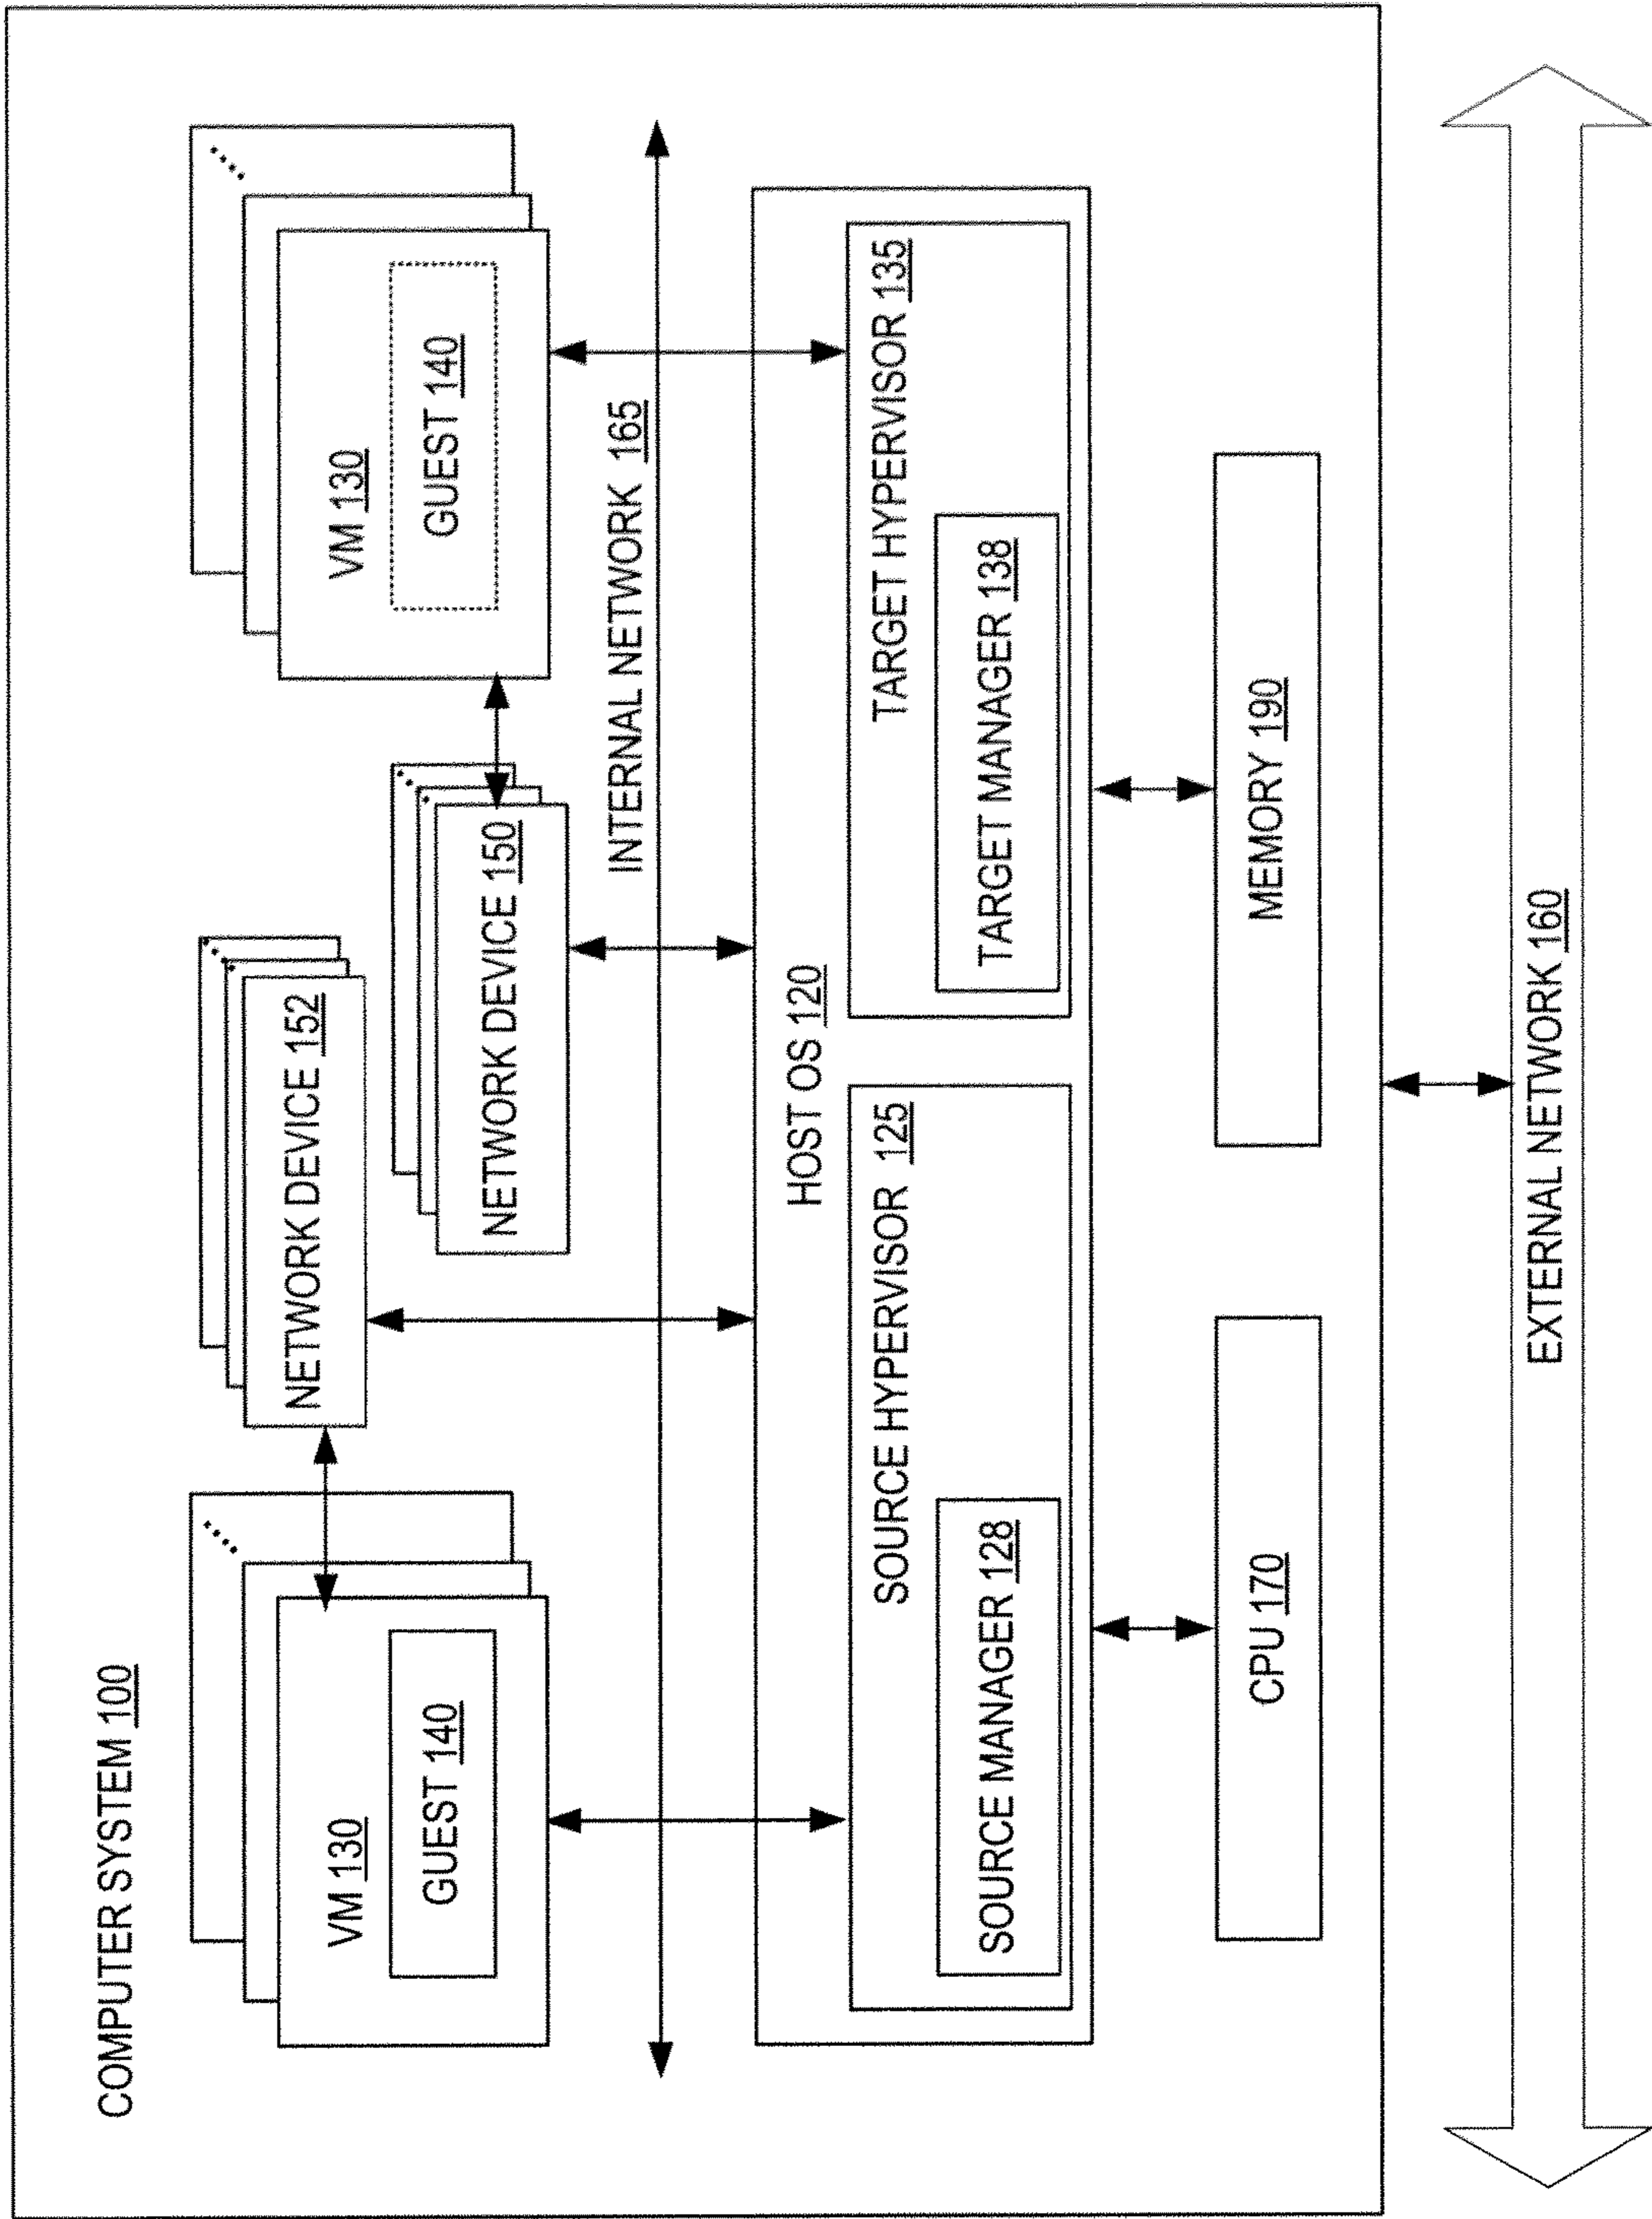 COMPUTER SYSTEM 100
VM 130
GUEST 140
NETWORK DEVICE 152
NETWORK DEVICE 150
VM 130
GUEST 140
INTERNAL NETWORK 165
HOST OS 120
SOURCE HYPERVISOR 125
SOURCE MANAGER 128
TARGET HYPERVISOR 135
TARGET MANAGER 138
CPU 170
MEMORY 190
EXTERNAL NETWORK 160